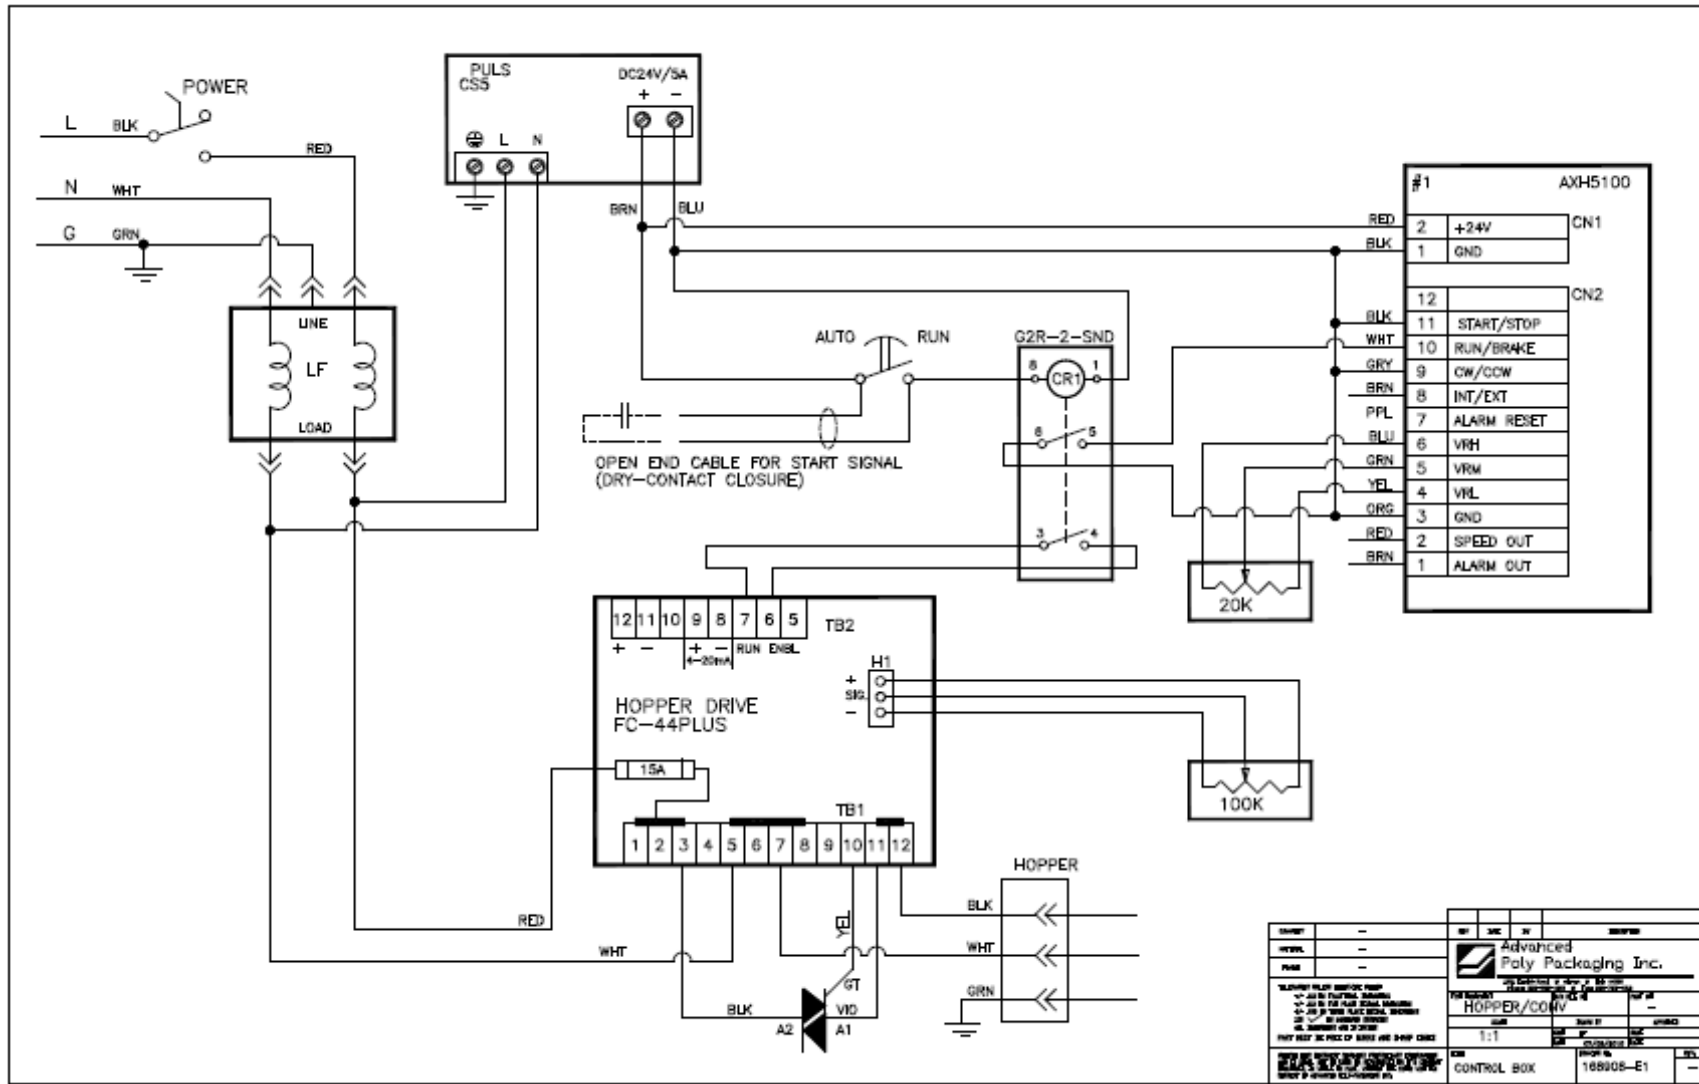 POWER
L BLK
RED
N WHT
G GRN
LINE
LF
LOAD
PULS
CS5
DC24V/5A
+ −
L N
BRN BLU
AUTO RUN
OPEN END CABLE FOR START SIGNAL
(DRY-CONTACT CLOSURE)
G2R-2-SND
8 CR1 1
6 5
3 4
#1 AXH5100
RED 2 +24V CN1
BLK 1 GND
12 CN2
BLK 11 START/STOP
WHT 10 RUN/BRAKE
GRY 9 CW/CCW
BRN 8 INT/EXT
PPL 7 ALARM RESET
BLU 6 VRH
GRN 5 VRM
YEL 4 VRL
ORG 3 GND
RED 2 SPEED OUT
BRN 1 ALARM OUT
20K
12 11 10 9 8 7 6 5 TB2
+ − + − RUN ENBL
4-20mA
H1
+
SIG.
−
HOPPER DRIVE
FC-44PLUS
15A
100K
TB1
1 2 3 4 5 6 7 8 9 10 11 12
RED
WHT
YEL
GT
BLK VIO
A2 A1
HOPPER
BLK
WHT
GRN
Advanced
Poly Packaging Inc.
HOPPER/CONV
1:1
CONTROL BOX 168908-E1